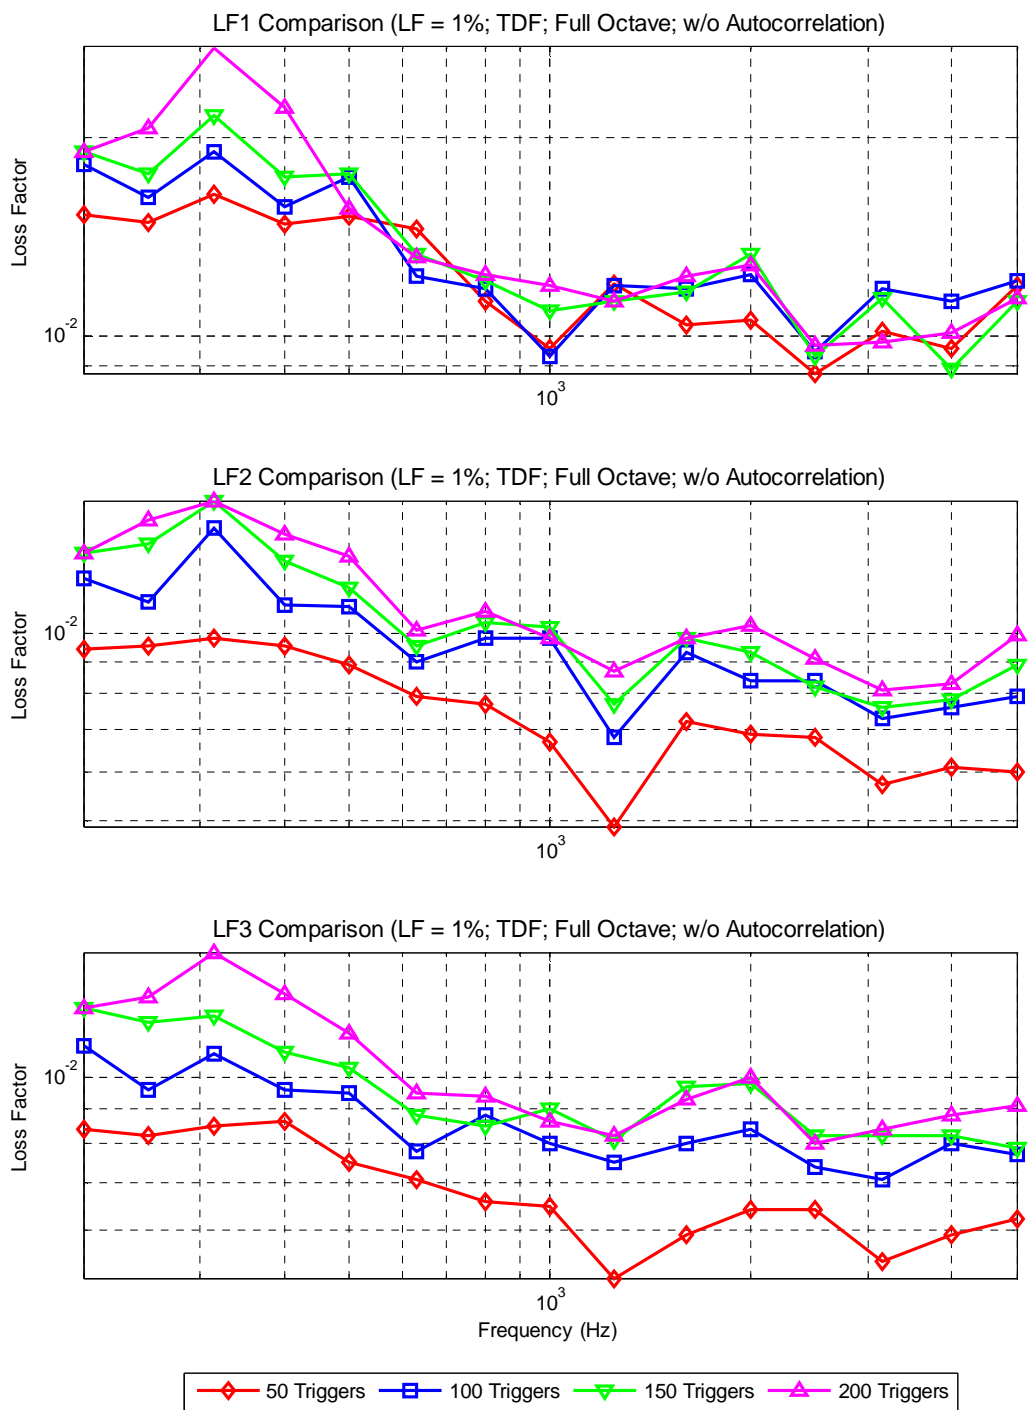 LF1 Comparison (LF = 1%; TDF; Full Octave; w/o Autocorrelation)
Loss Factor
10^-2
10^3
LF2 Comparison (LF = 1%; TDF; Full Octave; w/o Autocorrelation)
Loss Factor
10^-2
10^3
LF3 Comparison (LF = 1%; TDF; Full Octave; w/o Autocorrelation)
Loss Factor
10^-2
10^3
Frequency (Hz)
50 Triggers 100 Triggers 150 Triggers 200 Triggers